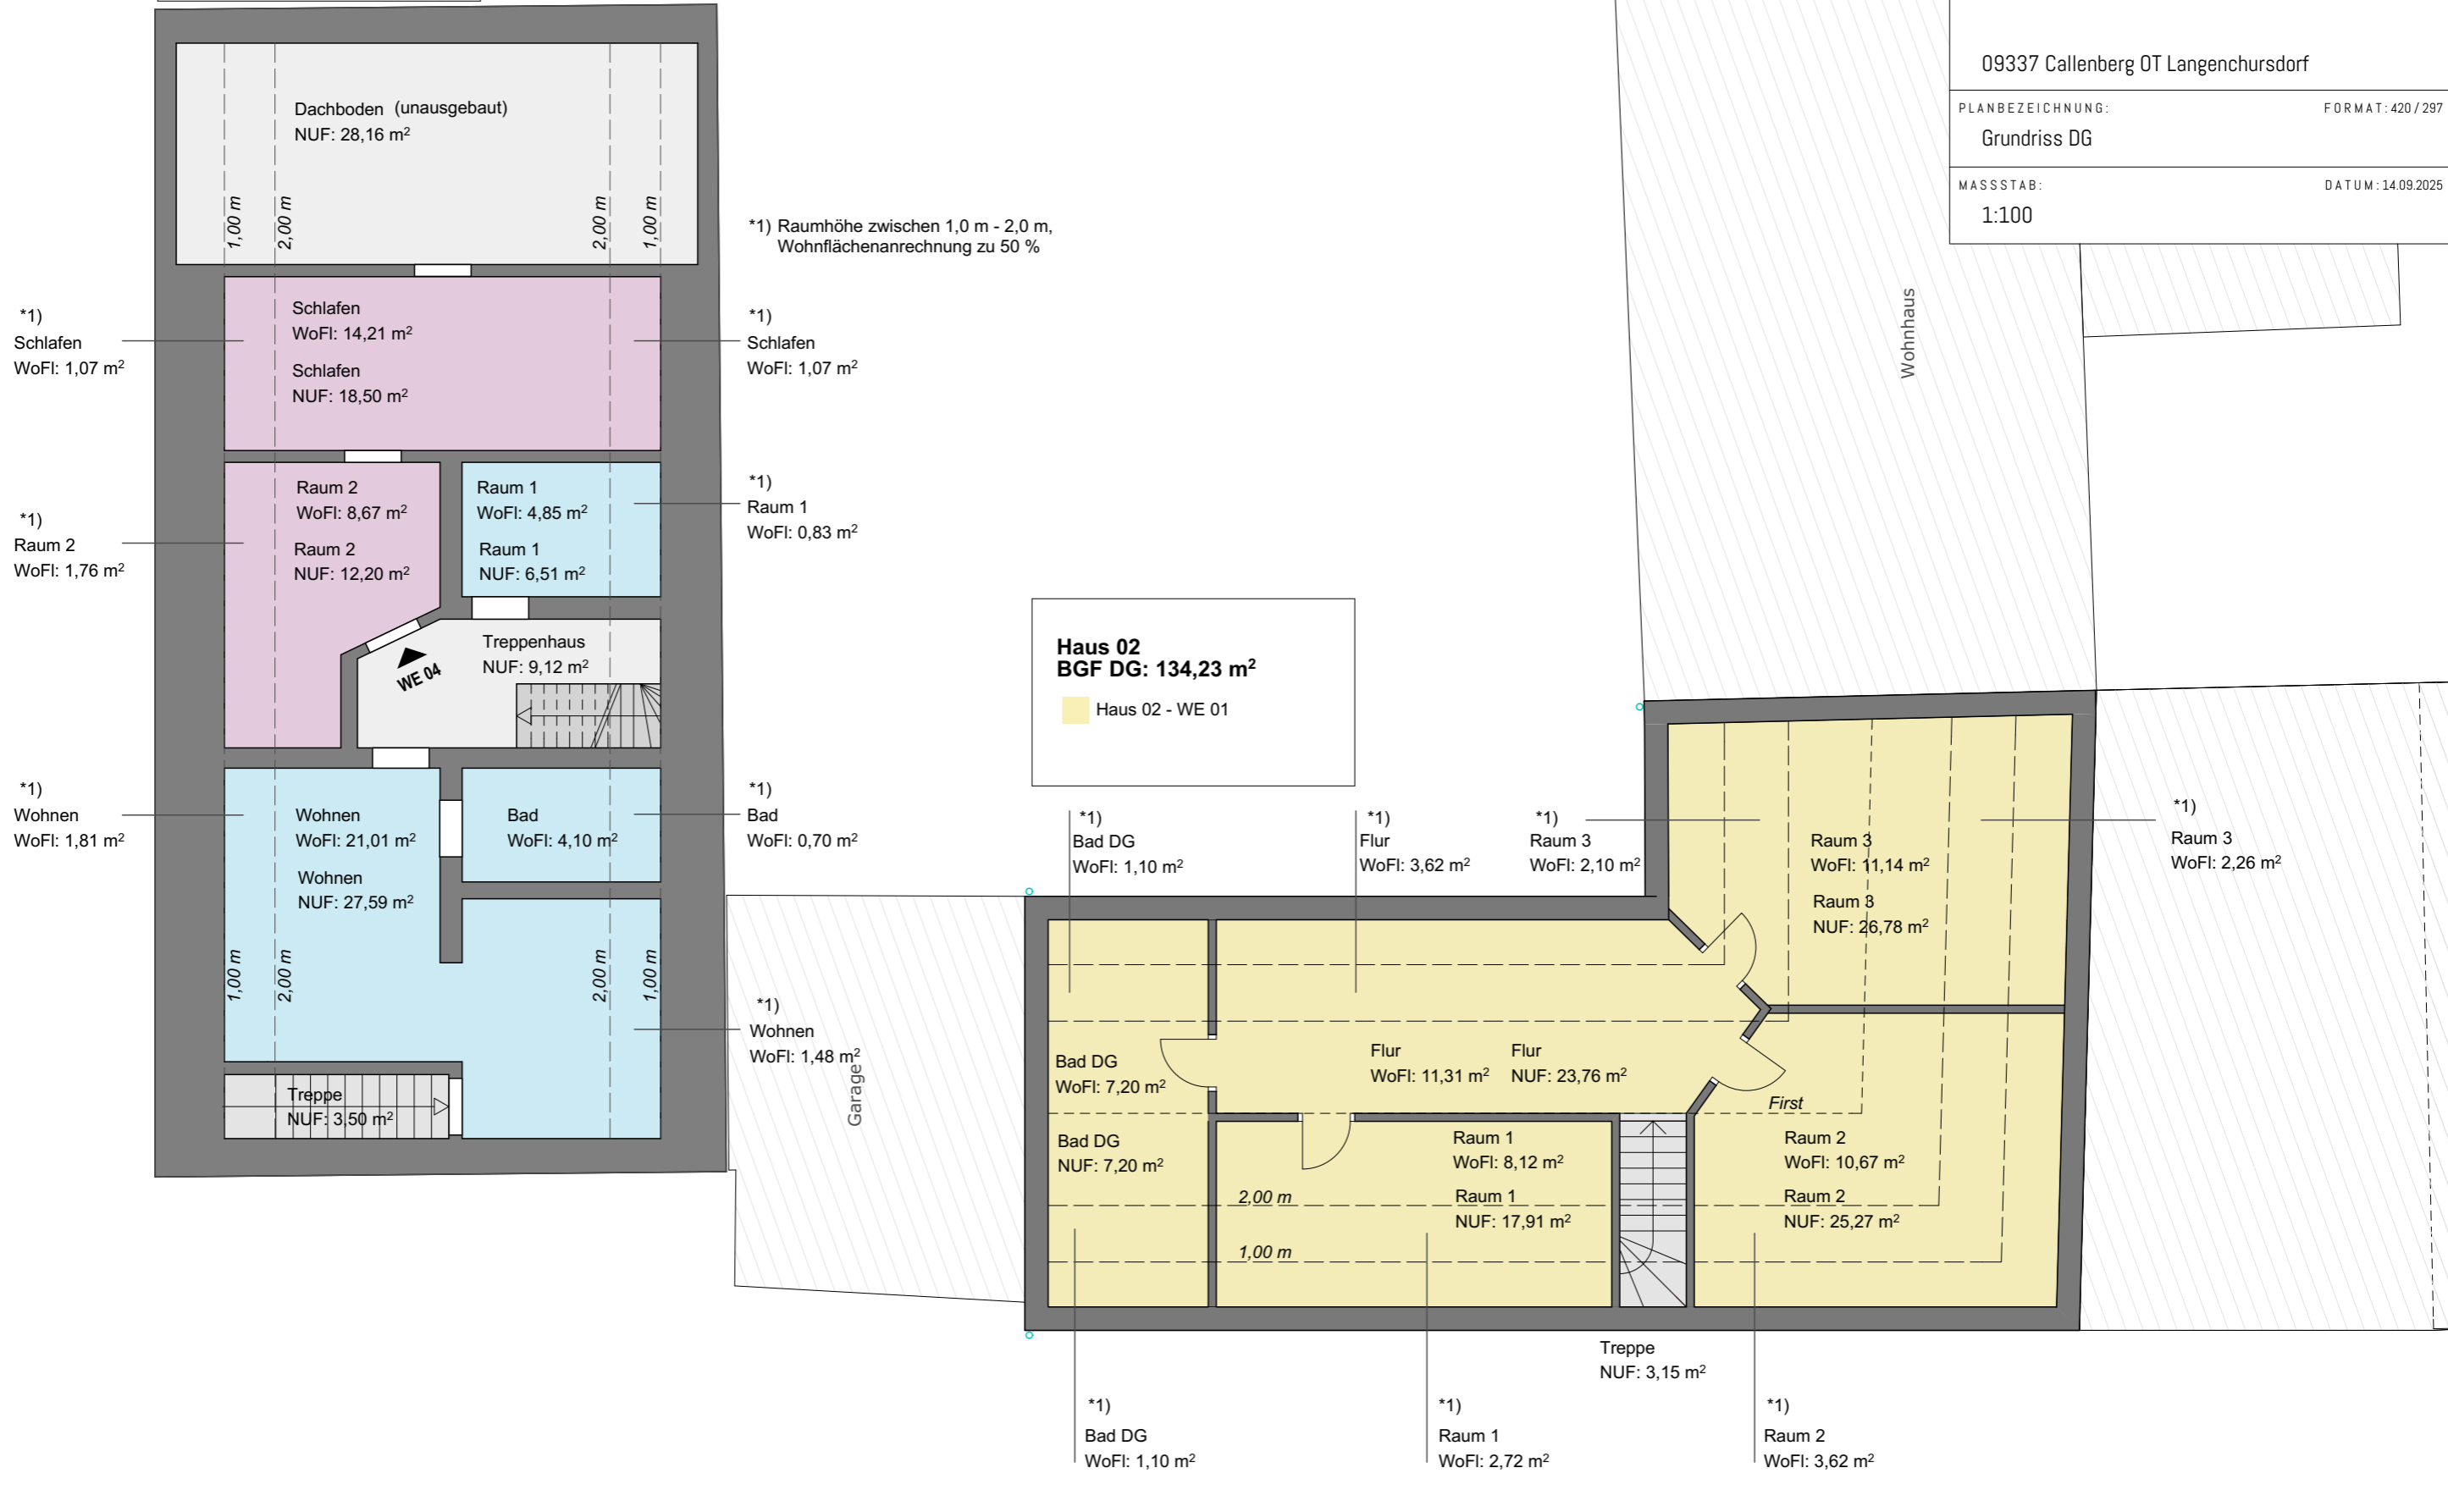 09337 Callenberg OT Langenchursdorf
PLANBEZEICHNUNG:
FORMAT: 420 / 297
Grundriss DG
MASSSTAB:
DATUM: 14.09.2025
1:100
Dachboden (unausgebaut)
NUF: 28,16 m²
1,00 m
2,00 m
2,00 m
1,00 m
*1) Raumhöhe zwischen 1,0 m - 2,0 m,
Wohnflächenanrechnung zu 50 %
*1)
Schlafen
WoFl: 1,07 m²
Schlafen
WoFl: 14,21 m²
Schlafen
NUF: 18,50 m²
*1)
Schlafen
WoFl: 1,07 m²
*1)
Raum 2
WoFl: 1,76 m²
Raum 2
WoFl: 8,67 m²
Raum 2
NUF: 12,20 m²
Raum 1
WoFl: 4,85 m²
Raum 1
NUF: 6,51 m²
*1)
Raum 1
WoFl: 0,83 m²
Treppenhaus
NUF: 9,12 m²
WE 04
*1)
Wohnen
WoFl: 1,81 m²
Wohnen
WoFl: 21,01 m²
Wohnen
NUF: 27,59 m²
Bad
WoFl: 4,10 m²
*1)
Bad
WoFl: 0,70 m²
1,00 m
2,00 m
2,00 m
1,00 m
*1)
Wohnen
WoFl: 1,48 m²
Treppe
NUF: 3,50 m²
Garage
Wohnhaus
Haus 02
BGF DG: 134,23 m²
Haus 02 - WE 01
*1)
Bad DG
WoFl: 1,10 m²
*1)
Flur
WoFl: 3,62 m²
*1)
Raum 3
WoFl: 2,10 m²
Raum 3
WoFl: 11,14 m²
Raum 3
NUF: 26,78 m²
*1)
Raum 3
WoFl: 2,26 m²
Bad DG
WoFl: 7,20 m²
Bad DG
NUF: 7,20 m²
Flur
WoFl: 11,31 m²
Flur
NUF: 23,76 m²
First
Raum 1
WoFl: 8,12 m²
Raum 1
NUF: 17,91 m²
2,00 m
1,00 m
Raum 2
WoFl: 10,67 m²
Raum 2
NUF: 25,27 m²
Treppe
NUF: 3,15 m²
*1)
Bad DG
WoFl: 1,10 m²
*1)
Raum 1
WoFl: 2,72 m²
*1)
Raum 2
WoFl: 3,62 m²